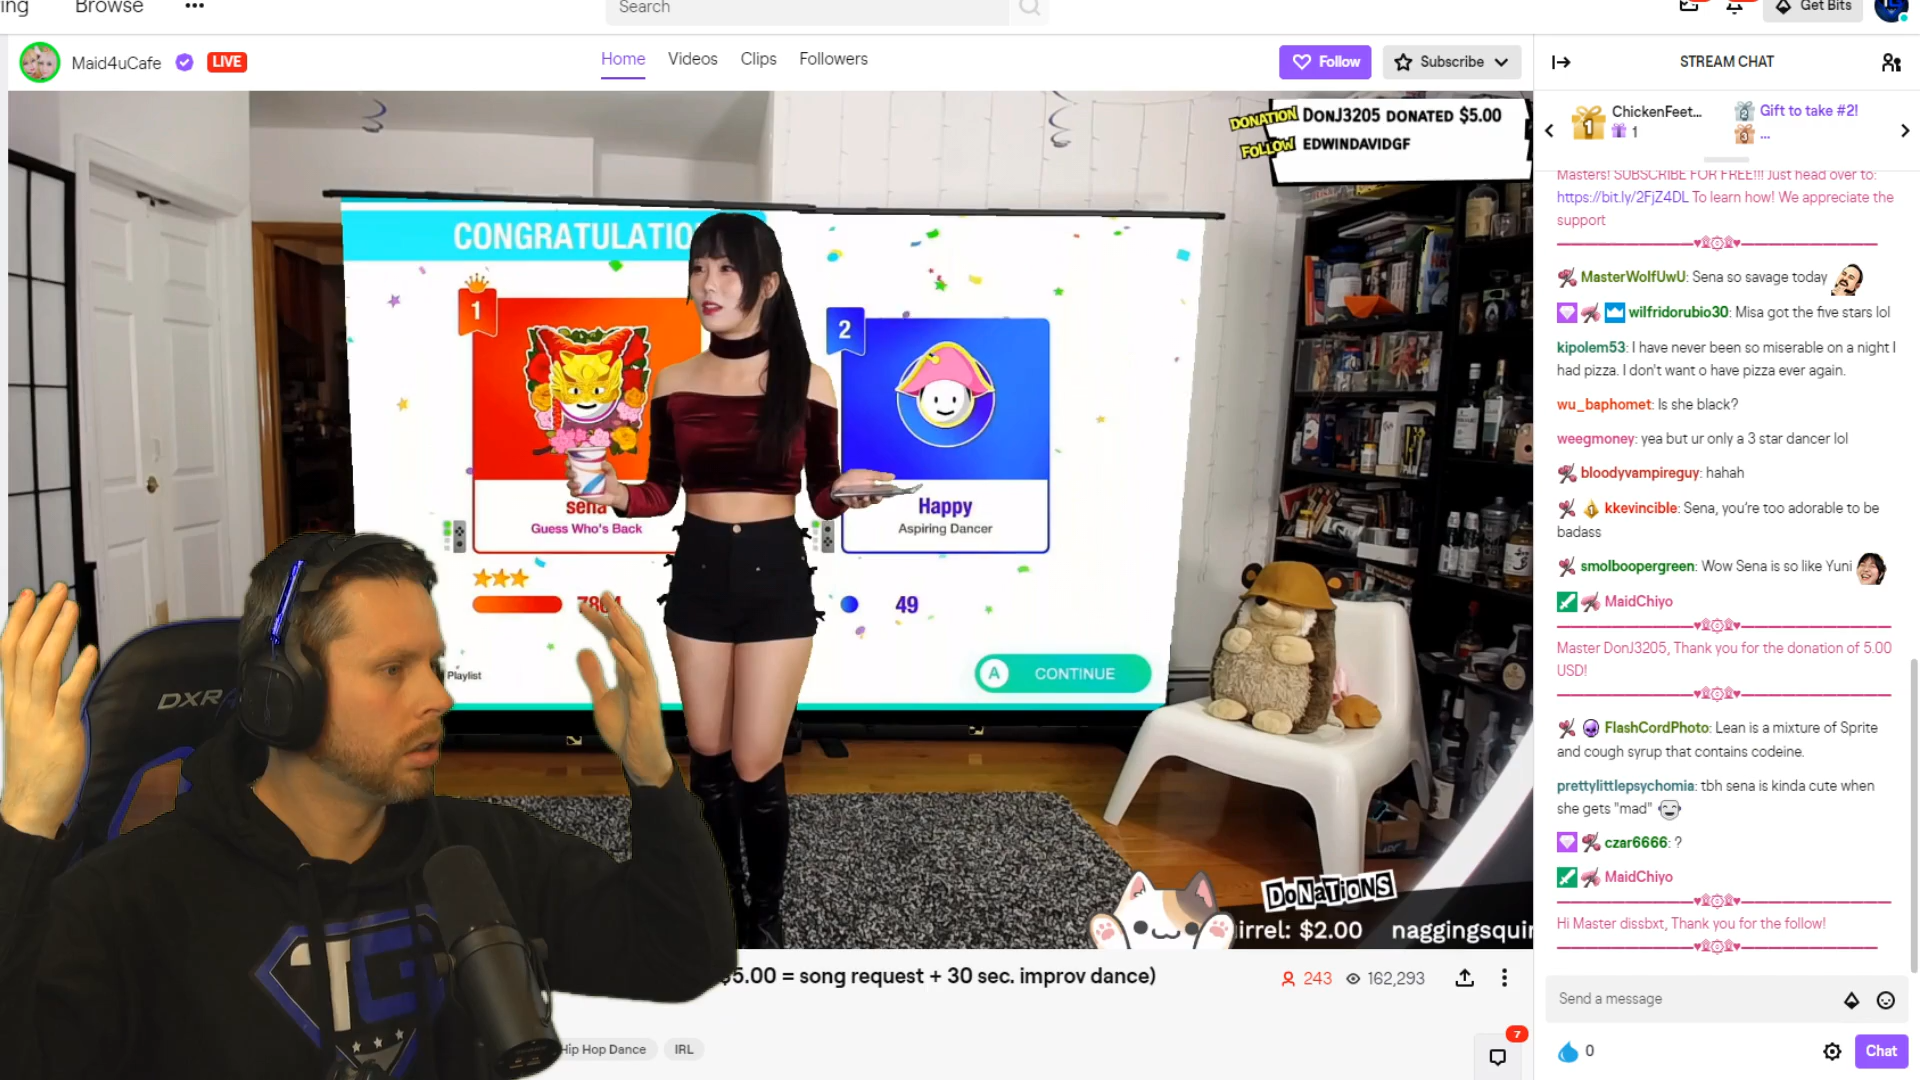 Browse
•••
Search
Get Bits
Maid4uCafe
LIVE
Home
Videos
Clips
Followers
Follow
Subscribe
STREAM CHAT
DONATION DONJ3205 DONATED $5.00
FOLLOW EDWINDAVIDGF
1
ChickenFeet...
1
2
Gift to take #2!
3
...
CONGRATULATIO
1
sena
Guess Who's Back
2
Happy
Aspiring Dancer
49
Playlist
A CONTINUE
DXR
TG
DONATIONS
irrel: $2.00 naggingsquir
5.00 = song request + 30 sec. improv dance)
243
162,293
Hip Hop Dance
IRL
7
Masters! SUBSCRIBE FOR FREE!!! Just head over to:
https://bit.ly/2FjZ4DL To learn how! We appreciate the
support
MasterWolfUwU: Sena so savage today
wilfridorubio30: Misa got the five stars lol
kipolem53: I have never been so miserable on a night I
had pizza. I don't want o have pizza ever again.
wu_baphomet: Is she black?
weegmoney: yea but ur only a 3 star dancer lol
bloodyvampireguy: hahah
kkevincible: Sena, you're too adorable to be
badass
smolboopergreen: Wow Sena is so like Yuni
MaidChiyo
Master DonJ3205, Thank you for the donation of 5.00
USD!
FlashCordPhoto: Lean is a mixture of Sprite
and cough syrup that contains codeine.
prettylittlepsychomia: tbh sena is kinda cute when
she gets "mad"
czar6666: ?
MaidChiyo
Hi Master dissbxt, Thank you for the follow!
Send a message
0
Chat